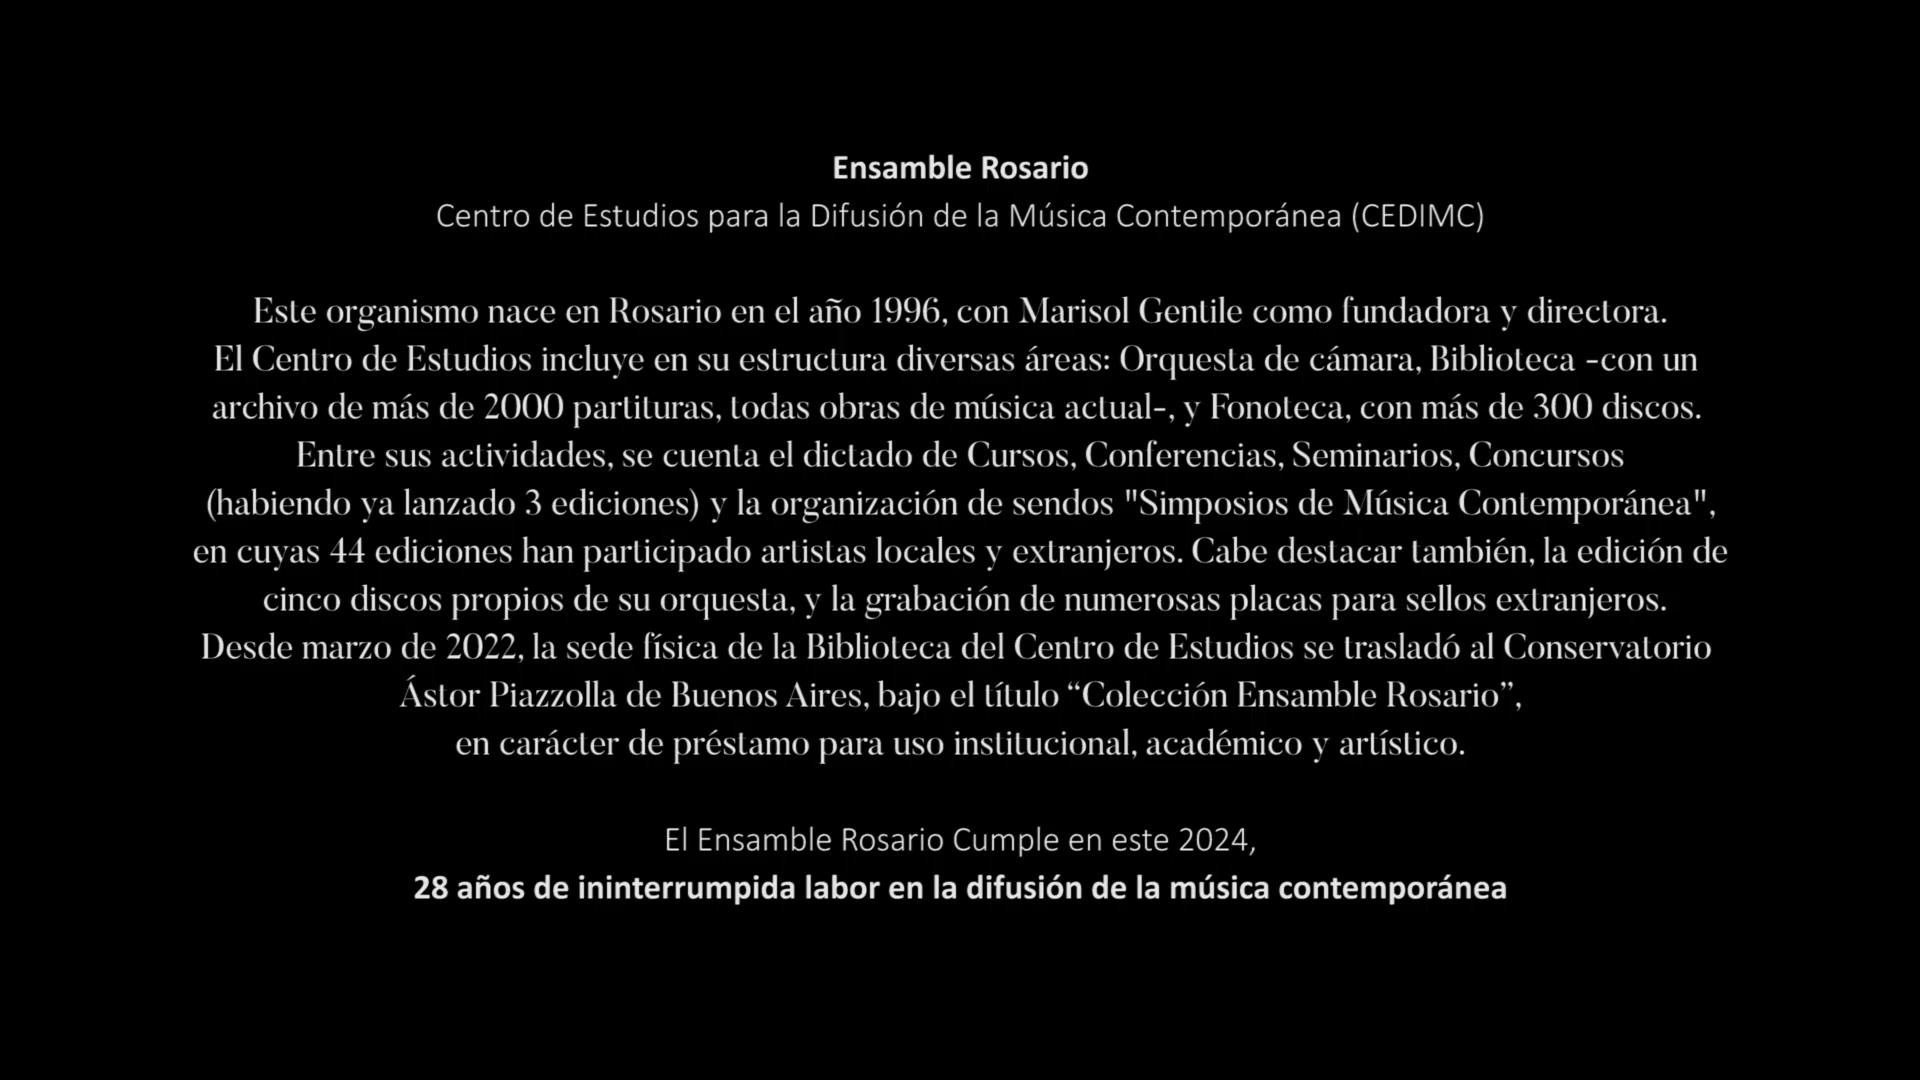 Ensamble Rosario
Centro de Estudios para la Difusión de la Música Contemporánea (CEDIMC)
Este organismo nace en Rosario en el año 1996, con Marisol Gentile como fundadora y directora.
El Centro de Estudios incluye en su estructura diversas áreas: Orquesta de cámara, Biblioteca -con un
archivo de más de 2000 partituras, todas obras de música actual-, y Fonoteca, con más de 300 discos.
Entre sus actividades, se cuenta el dictado de Cursos, Conferencias, Seminarios, Concursos
(habiendo ya lanzado 3 ediciones) y la organización de sendos "Simposios de Música Contemporánea",
en cuyas 44 ediciones han participado artistas locales y extranjeros. Cabe destacar también, la edición de
cinco discos propios de su orquesta, y la grabación de numerosas placas para sellos extranjeros.
Desde marzo de 2022, la sede física de la Biblioteca del Centro de Estudios se trasladó al Conservatorio
Ástor Piazzolla de Buenos Aires, bajo el título “Colección Ensamble Rosario”,
en carácter de préstamo para uso institucional, académico y artístico.
El Ensamble Rosario Cumple en este 2024,
28 años de ininterrumpida labor en la difusión de la música contemporánea